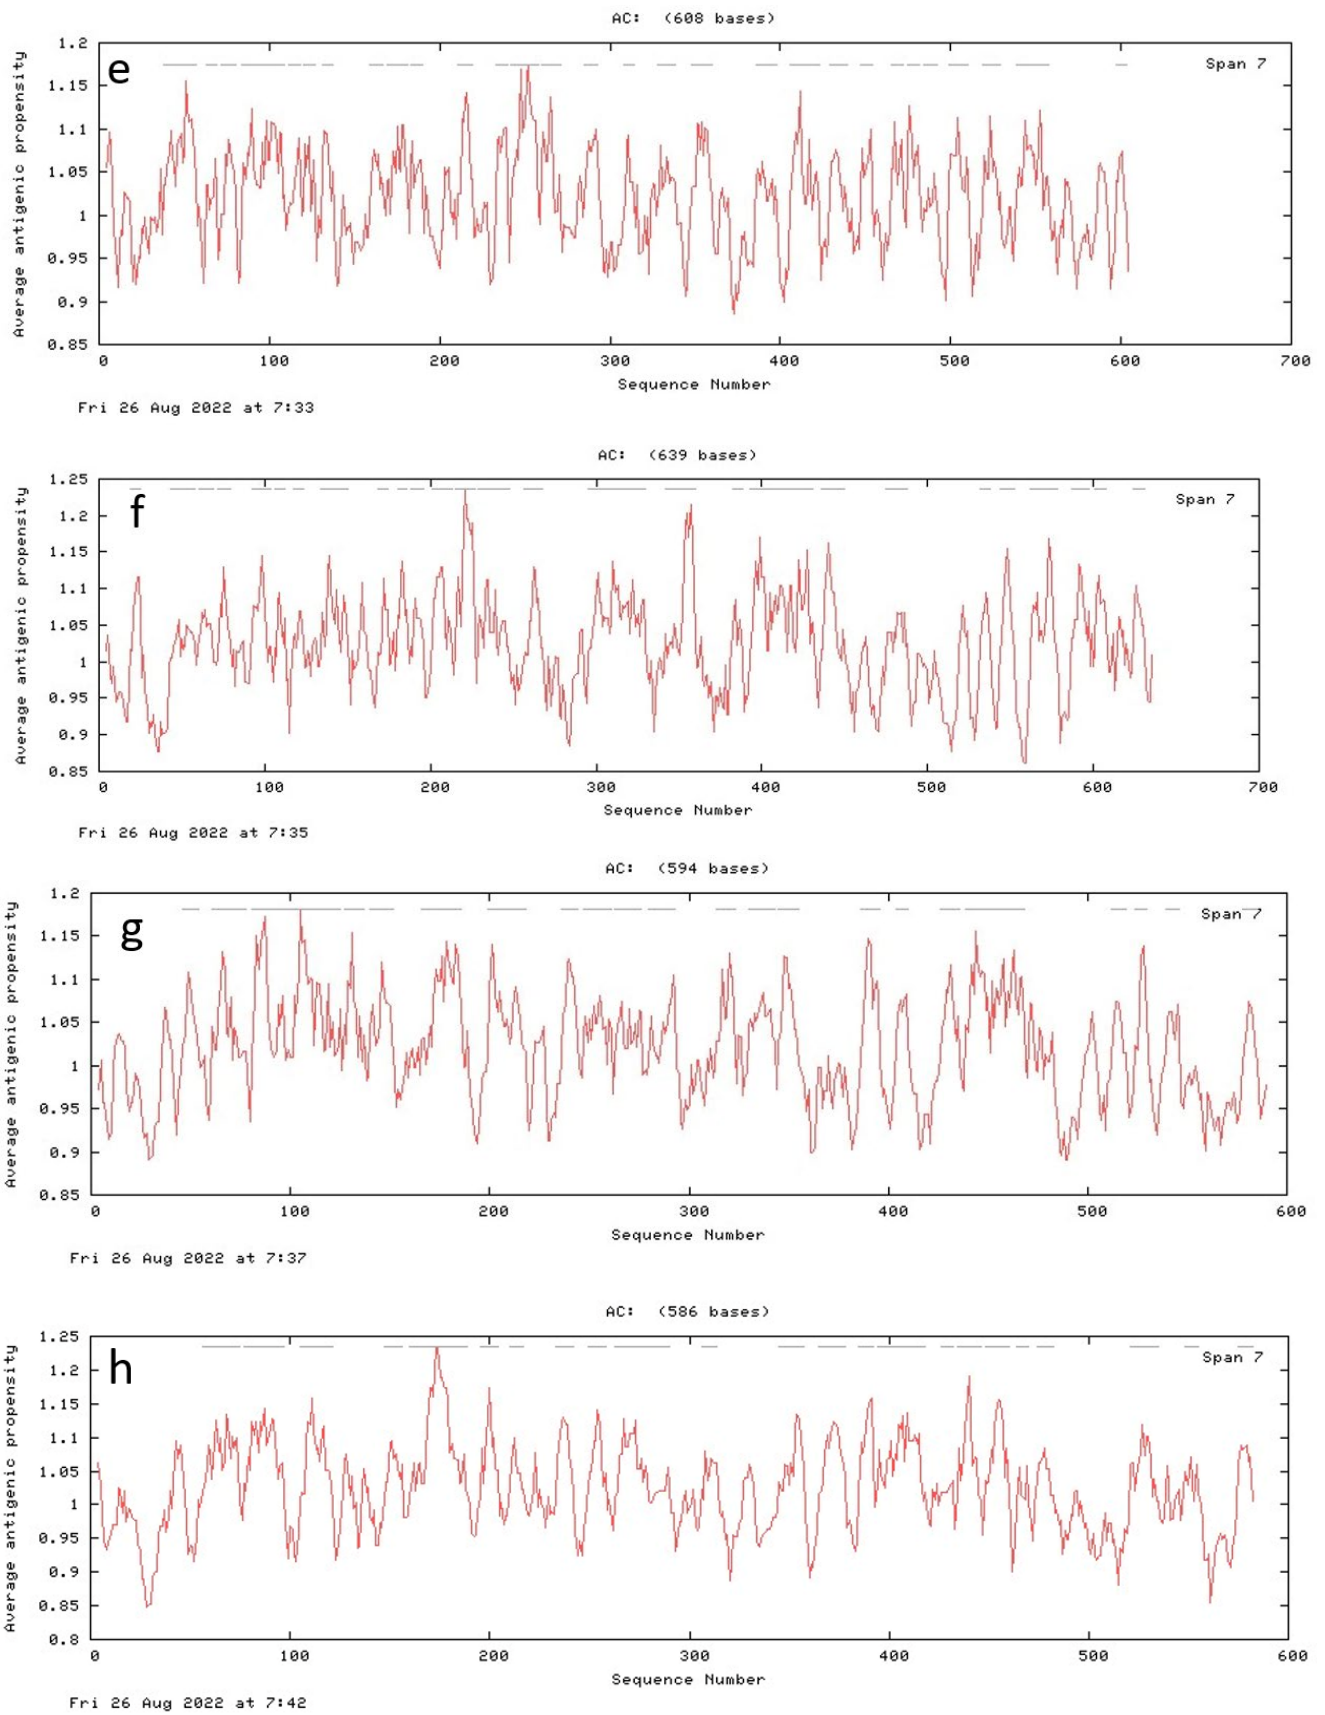 AC: (608 bases)
1.2
e
Span 7
1.15
1.1
1.05
1
0.95
0.9
0.85
Average antigenic propensity
0 100 200 300 400 500 600 700
Sequence Number
Fri 26 Aug 2022 at 7:33
AC: (639 bases)
1.25
f
Span 7
1.2
1.15
1.1
1.05
1
0.95
0.9
0.85
Average antigenic propensity
0 100 200 300 400 500 600 700
Sequence Number
Fri 26 Aug 2022 at 7:35
AC: (594 bases)
1.2
g
Span 7
1.15
1.1
1.05
1
0.95
0.9
0.85
Average antigenic propensity
0 100 200 300 400 500 600
Sequence Number
Fri 26 Aug 2022 at 7:37
AC: (586 bases)
1.25
h
Span 7
1.2
1.15
1.1
1.05
1
0.95
0.9
0.85
0.8
Average antigenic propensity
0 100 200 300 400 500 600
Sequence Number
Fri 26 Aug 2022 at 7:42